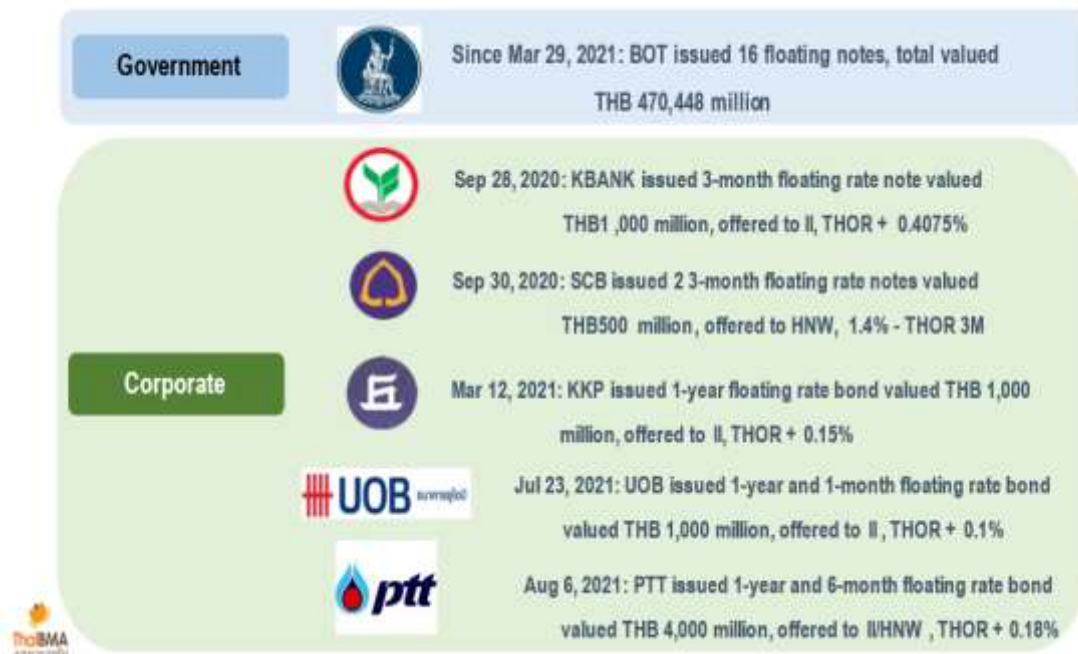 Government
Since Mar 29, 2021: BOT issued 16 floating notes, total valued
THB 470,448 million
Sep 28, 2020: KBANK issued 3-month floating rate note valued
THB1 ,000 million, offered to II, THOR + 0.4075%
Sep 30, 2020: SCB issued 2 3-month floating rate notes valued
THB500 million, offered to HNW, 1.4% - THOR 3M
Corporate
Mar 12, 2021: KKP issued 1-year floating rate bond valued THB 1,000
million, offered to II, THOR + 0.15%
UOB
Jul 23, 2021: UOB issued 1-year and 1-month floating rate bond
valued THB 1,000 million, offered to II , THOR + 0.1%
ptt
Aug 6, 2021: PTT issued 1-year and 6-month floating rate bond
valued THB 4,000 million, offered to II/HNW , THOR + 0.18%
ThaiBMA